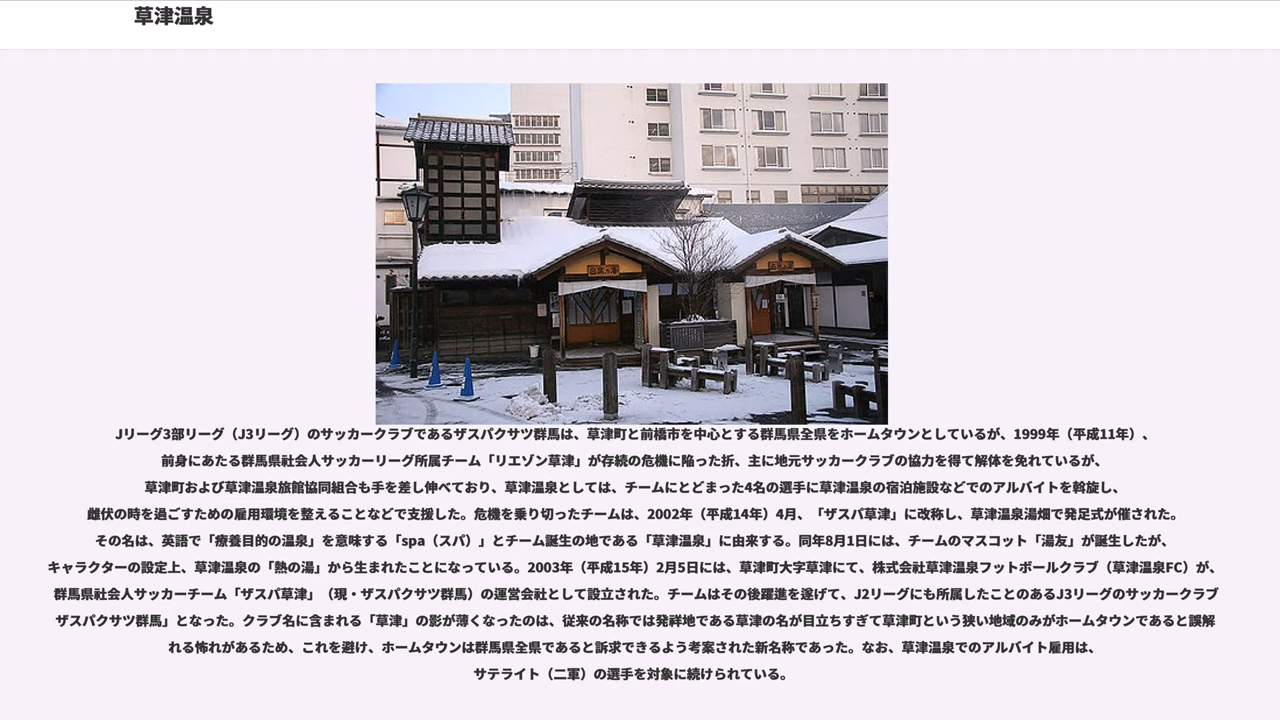 草津温泉
Jリーグ3部リーグ（J3リーグ）のサッカークラブであるザスパクサツ群馬は、草津町と前橋市を中心とする群馬県全県をホームタウンとしているが、1999年（平成11年）、
前身にあたる群馬県社会人サッカーリーグ所属チーム「リエゾン草津」が存続の危機に陥った折、主に地元サッカークラブの協力を得て解体を免れているが、
草津町および草津温泉旅館協同組合も手を差し伸べており、草津温泉としては、チームにとどまった4名の選手に草津温泉の宿泊施設などでのアルバイトを斡旋し、
雌伏の時を過ごすための雇用環境を整えることなどで支援した。危機を乗り切ったチームは、2002年（平成14年）4月、「ザスパ草津」に改称し、草津温泉湯畑で発足式が催された。
その名は、英語で「療養目的の温泉」を意味する「spa（スパ）」とチーム誕生の地である「草津温泉」に由来する。同年8月1日には、チームのマスコット「湯友」が誕生したが、
キャラクターの設定上、草津温泉の「熱の湯」から生まれたことになっている。2003年（平成15年）2月5日には、草津町大字草津にて、株式会社草津温泉フットボールクラブ（草津温泉FC）が、
群馬県社会人サッカーチーム「ザスパ草津」（現・ザスパクサツ群馬）の運営会社として設立された。チームはその後躍進を遂げて、J2リーグにも所属したことのあるJ3リーグのサッカークラブ
ザスパクサツ群馬」となった。クラブ名に含まれる「草津」の影が薄くなったのは、従来の名称では発祥地である草津の名が目立ちすぎて草津町という狭い地域のみがホームタウンであると誤解
れる怖れがあるため、これを避け、ホームタウンは群馬県全県であると訴求できるよう考案された新名称であった。なお、草津温泉でのアルバイト雇用は、
サテライト（二軍）の選手を対象に続けられている。